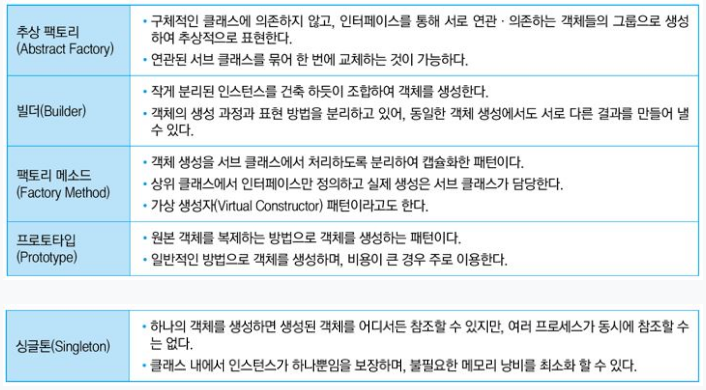 추상 팩토리
(Abstract Factory)
• 구체적인 클래스에 의존하지 않고, 인터페이스를 통해 서로 연관 · 의존하는 객체들의 그룹으로 생성
하여 추상적으로 표현한다.
• 연관된 서브 클래스를 묶어 한 번에 교체하는 것이 가능하다.
빌더(Builder)
• 작게 분리된 인스턴스를 건축 하듯이 조합하여 객체를 생성한다.
• 객체의 생성 과정과 표현 방법을 분리하고 있어, 동일한 객체 생성에서도 서로 다른 결과를 만들어 낼
수 있다.
팩토리 메소드
(Factory Method)
• 객체 생성을 서브 클래스에서 처리하도록 분리하여 캡슐화한 패턴이다.
• 상위 클래스에서 인터페이스만 정의하고 실제 생성은 서브 클래스가 담당한다.
• 가상 생성자(Virtual Constructor) 패턴이라고도 한다.
프로토타입
(Prototype)
• 원본 객체를 복제하는 방법으로 객체를 생성하는 패턴이다.
• 일반적인 방법으로 객체를 생성하며, 비용이 큰 경우 주로 이용한다.
싱글톤(Singleton)
• 하나의 객체를 생성하면 생성된 객체를 어디서든 참조할 수 있지만, 여러 프로세스가 동시에 참조할 수
는 없다.
• 클래스 내에서 인스턴스가 하나뿐임을 보장하며, 불필요한 메모리 낭비를 최소화 할 수 있다.